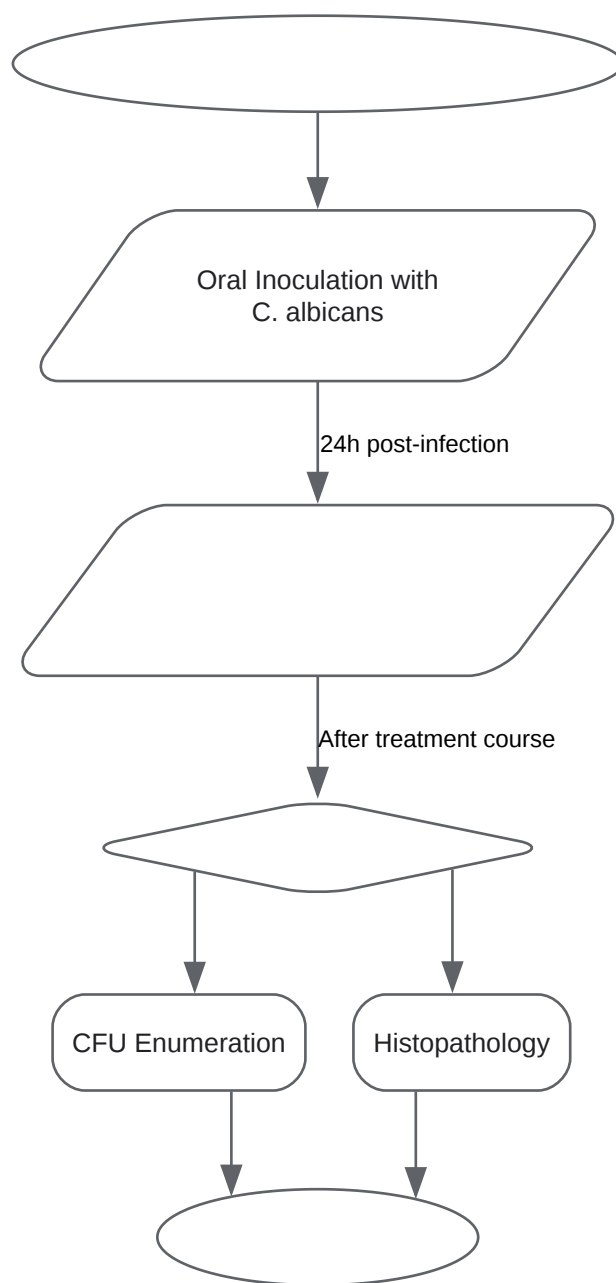 Oral Inoculation with
C. albicans
24h post-infection
After treatment course
CFU Enumeration
Histopathology